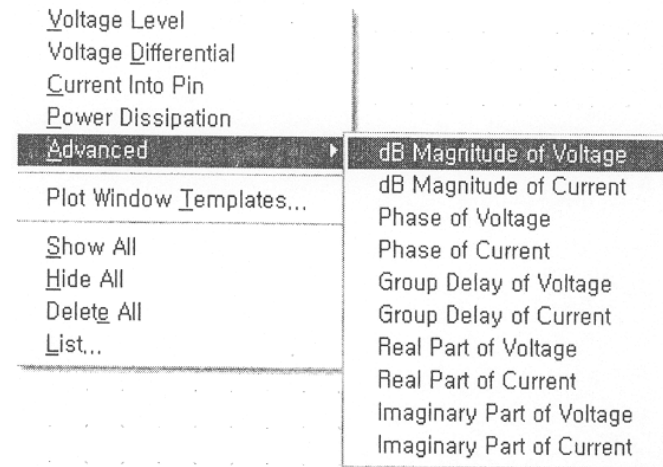 Voltage Level
Voltage Differential
Current Into Pin
Power Dissipation
Advanced
Plot Window Templates...
Show All
Hide All
Delete All
List...
dB Magnitude of Voltage
dB Magnitude of Current
Phase of Voltage
Phase of Current
Group Delay of Voltage
Group Delay of Current
Real Part of Voltage
Real Part of Current
Imaginary Part of Voltage
Imaginary Part of Current